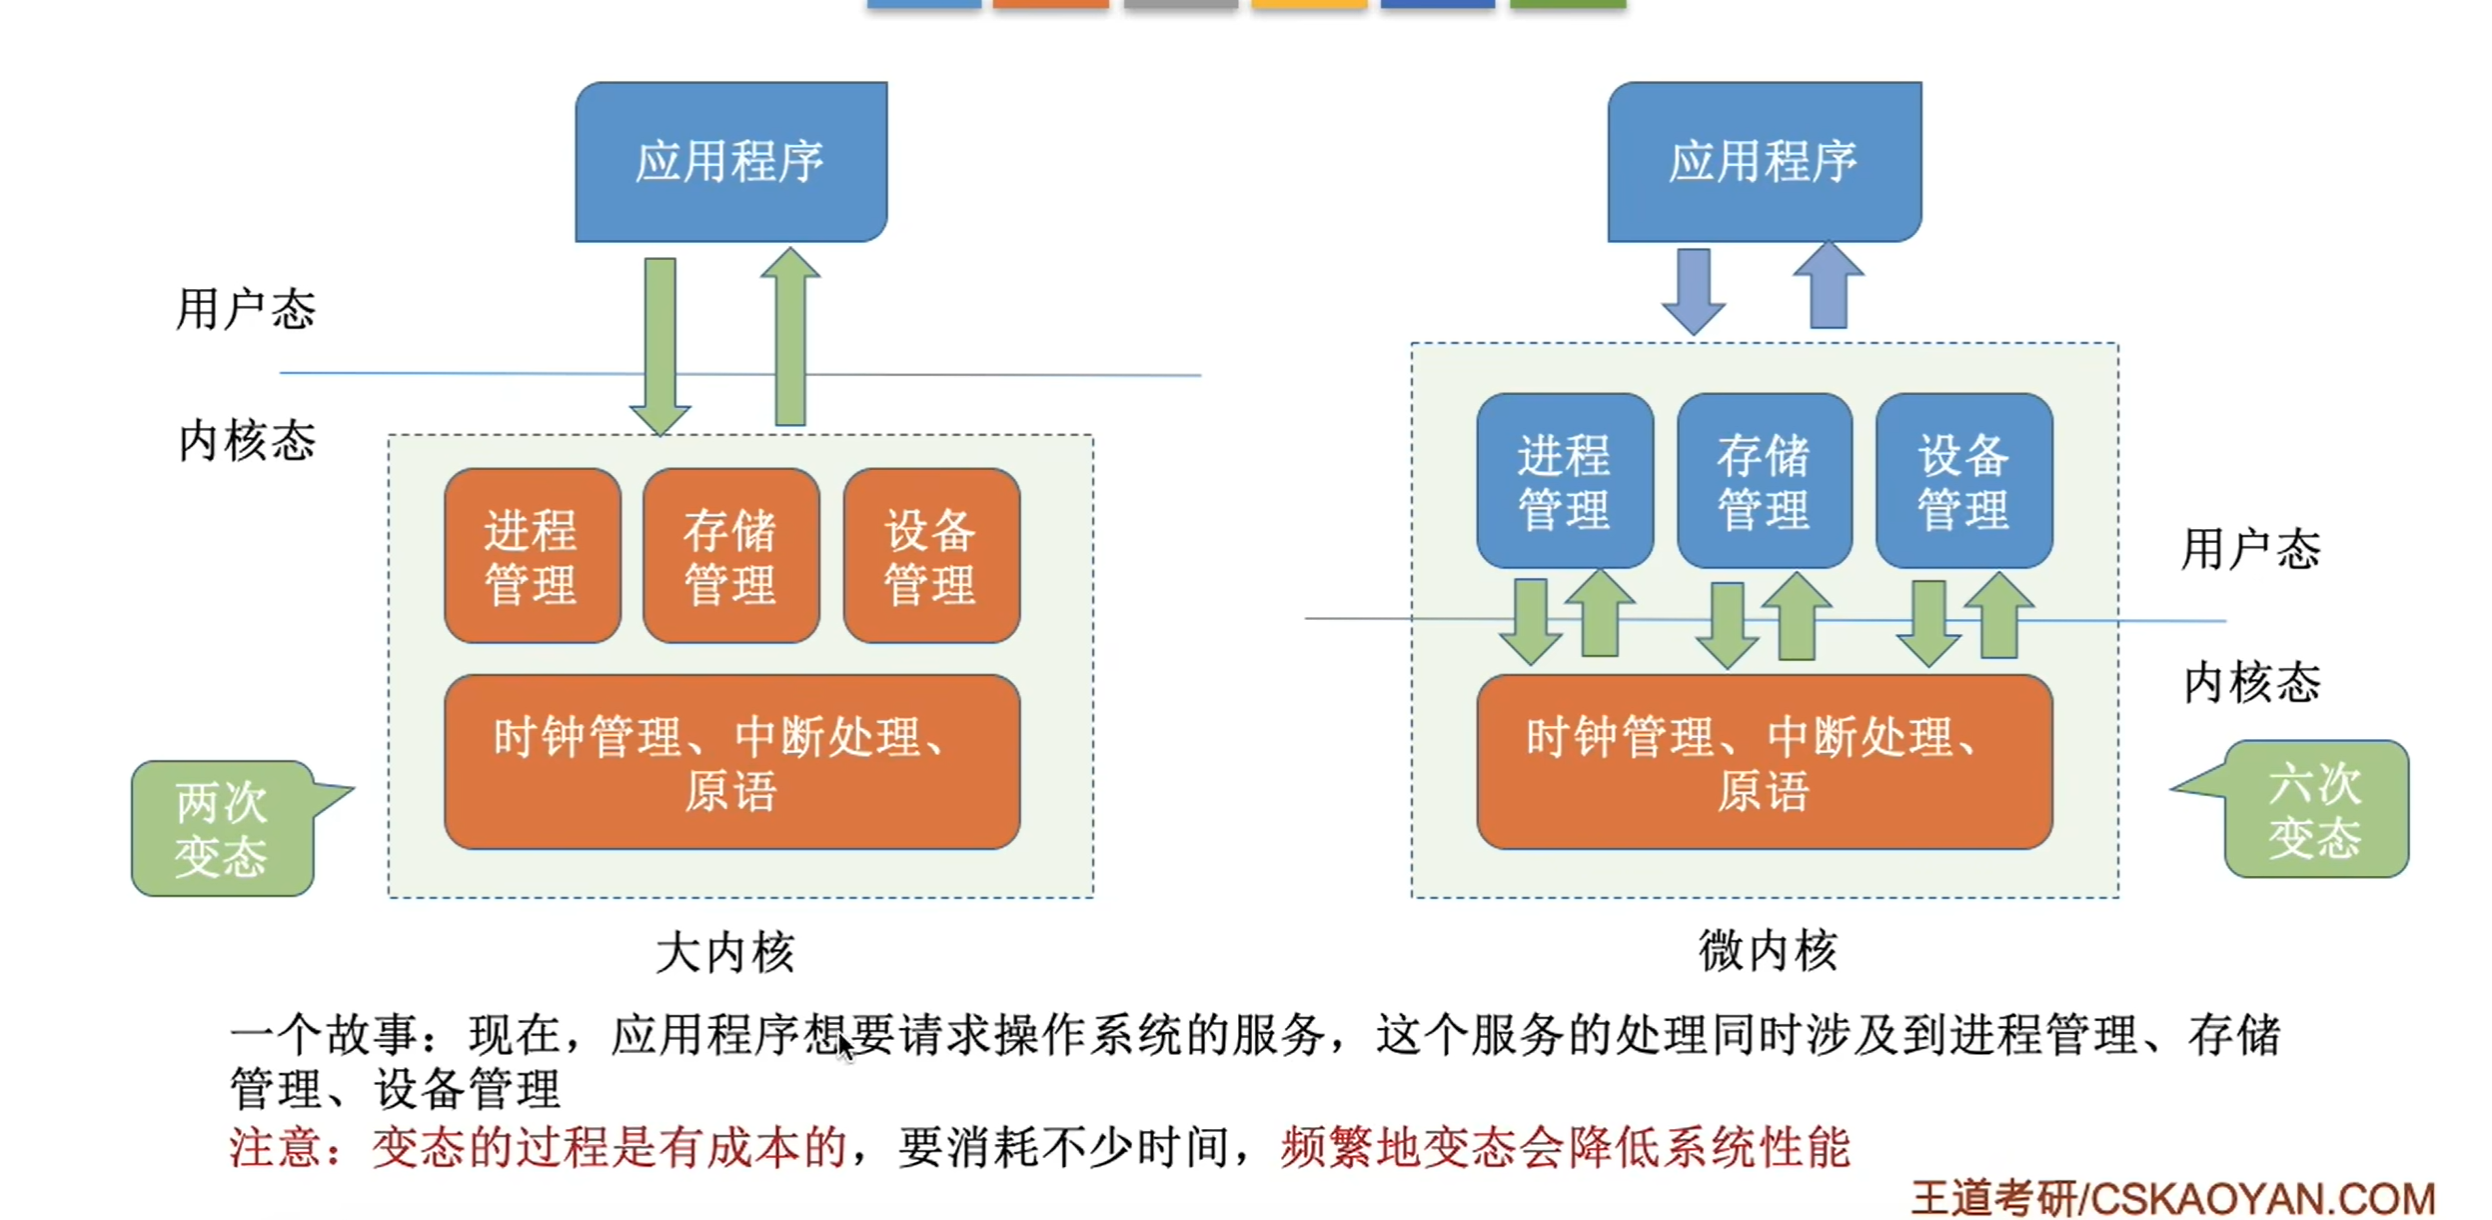 应用程序
应用程序
用户态
内核态
进程
管理
存储
管理
设备
管理
时钟管理、中断处理、
原语
两次
变态
大内核
进程
管理
存储
管理
设备
管理
用户态
内核态
时钟管理、中断处理、
原语
六次
变态
微内核
一个故事：现在，应用程序想要请求操作系统的服务，这个服务的处理同时涉及到进程管理、存储
管理、设备管理
注意：变态的过程是有成本的，要消耗不少时间，频繁地变态会降低系统性能
王道考研/CSKAOYAN.COM